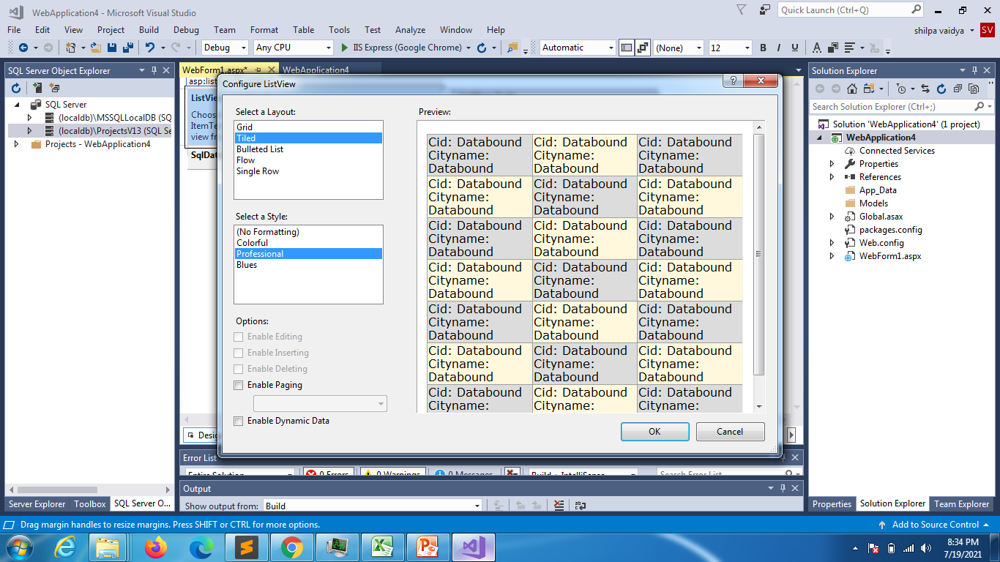 WebApplication4 - Microsoft Visual Studio
Quick Launch (Ctrl+Q)
File Edit View Project Build Debug Team Format Table Tools Test Analyze Window Help
shilpa vaidya SV
Debug Any CPU IIS Express (Google Chrome) Automatic (None) 12 B I U A
SQL Server Object Explorer
SQL Server
(localdb)\MSSQLLocalDB (SQ
(localdb)\ProjectsV13 (SQL Se
Projects - WebApplication4
WebForm1.aspx* WebApplication4
asp:list
ListView
Choos
ItemTe
view fr
SqlDat
Configure ListView
Select a Layout:
Grid
Tiled
Bulleted List
Flow
Single Row
Select a Style:
(No Formatting)
Colorful
Professional
Blues
Options:
Enable Editing
Enable Inserting
Enable Deleting
Enable Paging
Enable Dynamic Data
Preview:
Cid: Databound Cid: Databound Cid: Databound
Cityname: Cityname: Cityname:
Databound Databound Databound
Cid: Databound Cid: Databound Cid: Databound
Cityname: Cityname: Cityname:
Databound Databound Databound
Cid: Databound Cid: Databound Cid: Databound
Cityname: Cityname: Cityname:
Databound Databound Databound
Cid: Databound Cid: Databound Cid: Databound
Cityname: Cityname: Cityname:
Databound Databound Databound
Cid: Databound Cid: Databound Cid: Databound
Cityname: Cityname: Cityname:
Databound Databound Databound
Cid: Databound Cid: Databound Cid: Databound
Cityname: Cityname: Cityname:
Databound Databound Databound
Cid: Databound Cid: Databound Cid: Databound
Cityname: Cityname: Cityname:
OK Cancel
Desig
Error List
Entire Solution 0 Errors 0 Warnings 0 Messages Build + IntelliSense Search Error List
Output
Show output from: Build
Solution Explorer
Search Solution Explorer (Ctrl+;)
Solution 'WebApplication4' (1 project)
WebApplication4
Connected Services
Properties
References
App_Data
Models
Global.asax
packages.config
Web.config
WebForm1.aspx
Server Explorer Toolbox SQL Server O...
Properties Solution Explorer Team Explorer
Drag margin handles to resize margins. Press SHIFT or CTRL for more options.
Add to Source Control
8:34 PM
7/19/2021